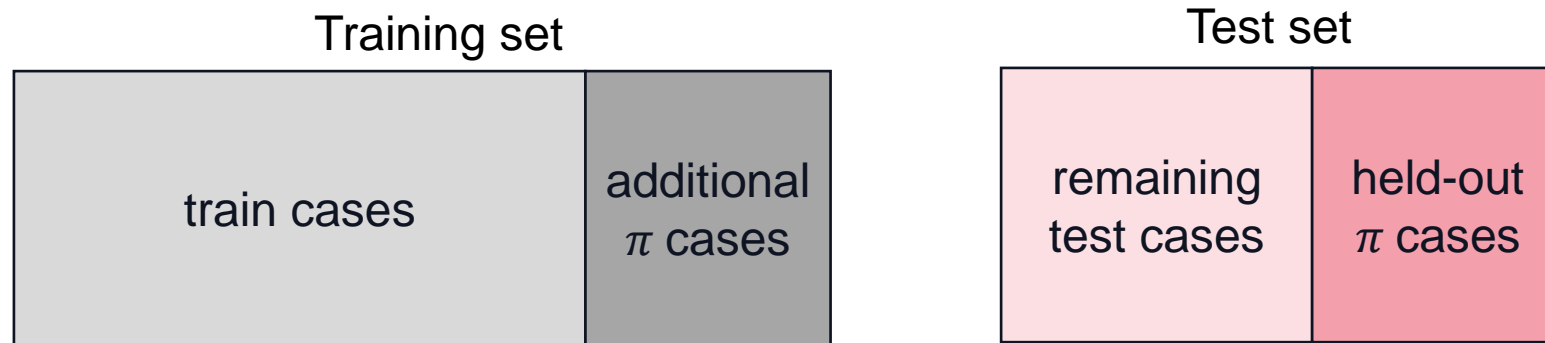 Training set
Test set
train cases
additional
π cases
remaining
test cases
held-out
π cases